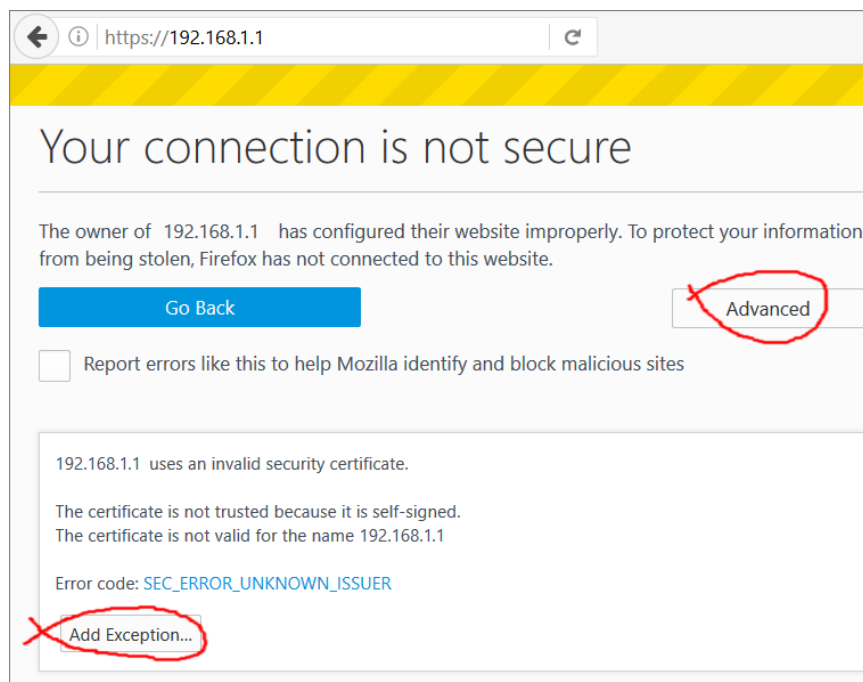 https://192.168.1.1
Your connection is not secure
The owner of 192.168.1.1 has configured their website improperly. To protect your information
from being stolen, Firefox has not connected to this website.
Go Back
Advanced
Report errors like this to help Mozilla identify and block malicious sites
192.168.1.1 uses an invalid security certificate.
The certificate is not trusted because it is self-signed.
The certificate is not valid for the name 192.168.1.1
Error code: SEC_ERROR_UNKNOWN_ISSUER
Add Exception...